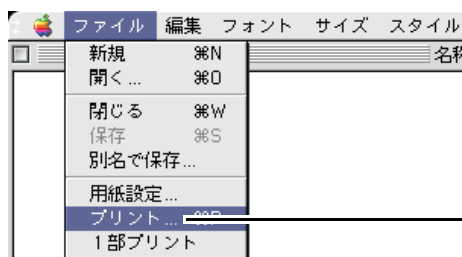 ファイル 編集 フォント サイズ スタイル
名称
新規 ⌘N
開く... ⌘O
閉じる ⌘W
保存 ⌘S
別名で保存...
用紙設定...
プリント... ⌘P
1部プリント